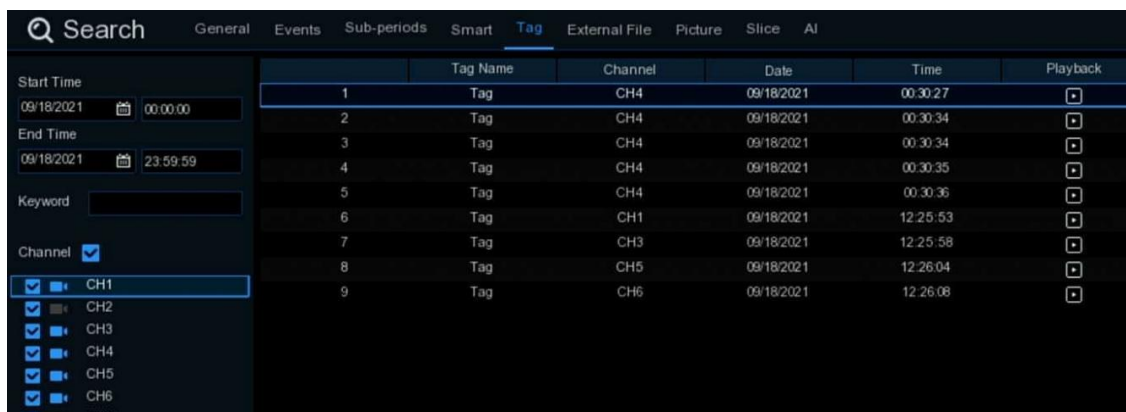 Search General Events Sub-periods Smart Tag External File Picture Slice AI
Start Time
09/18/2021 00:00:00
End Time
09/18/2021 23:59:59
Keyword
Channel
CH1
CH2
CH3
CH4
CH5
CH6
Tag Name Channel Date Time Playback
1 Tag CH4 09/18/2021 00:30:27
2 Tag CH4 09/18/2021 00:30:34
3 Tag CH4 09/18/2021 00:30:34
4 Tag CH4 09/18/2021 00:30:35
5 Tag CH4 09/18/2021 00:30:36
6 Tag CH1 09/18/2021 12:25:53
7 Tag CH3 09/18/2021 12:25:58
8 Tag CH5 09/18/2021 12:26:04
9 Tag CH6 09/18/2021 12:26:08